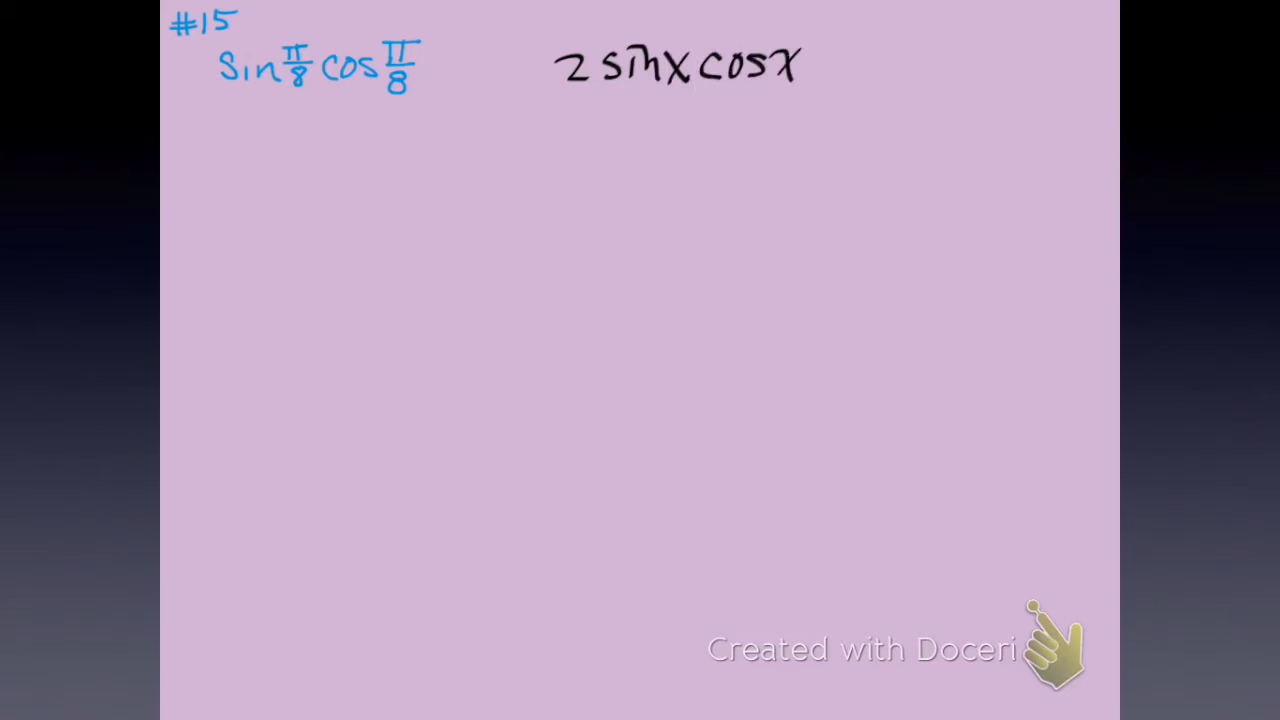 #15
sin π/8 cos π/8 2 sin x cos x
Created with Doceri